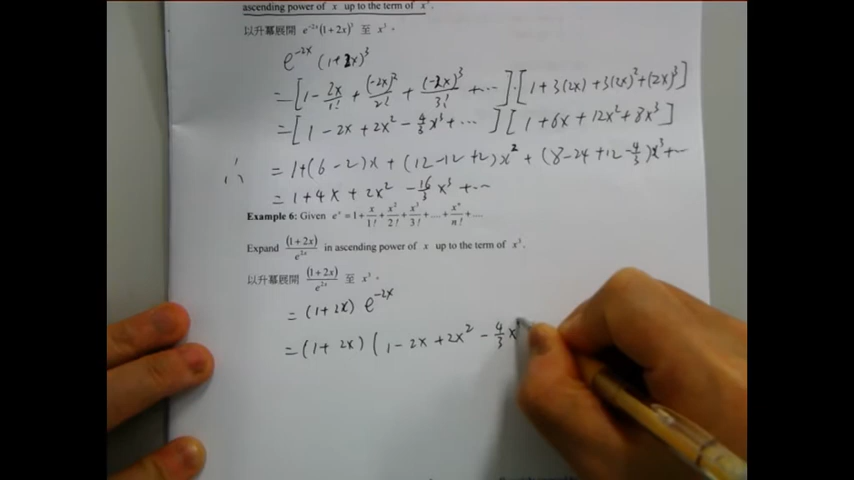 ascending power of x up to the term of x³.
以升冪展開 e⁻²ˣ(1+2x)³ 至 x³。
e⁻²ˣ (1+2x)³
= [1 - 2x/1! + (-2x)²/2! + (-2x)³/3! + ...] · [1 + 3(2x) + 3(2x)² + (2x)³]
= [1 - 2x + 2x² - 4/3 x³ + ... ] [1 + 6x + 12x² + 8x³]
∴ = 1 + (6 - 2)x + (12 - 12 + 2)x² + (8 - 24 + 12 - 4/3)x³ + ...
= 1 + 4x + 2x² - 16/3 x³ + ...
Example 6: Given eˣ = 1 + x/1! + x²/2! + x³/3! + .... + xⁿ/n! + ....
Expand (1+2x)/e²ˣ in ascending power of x up to the term of x³.
以升冪展開 (1+2x)/e²ˣ 至 x³。
= (1+2x) e⁻²ˣ
= (1+2x) (1 - 2x + 2x² - 4/3 x